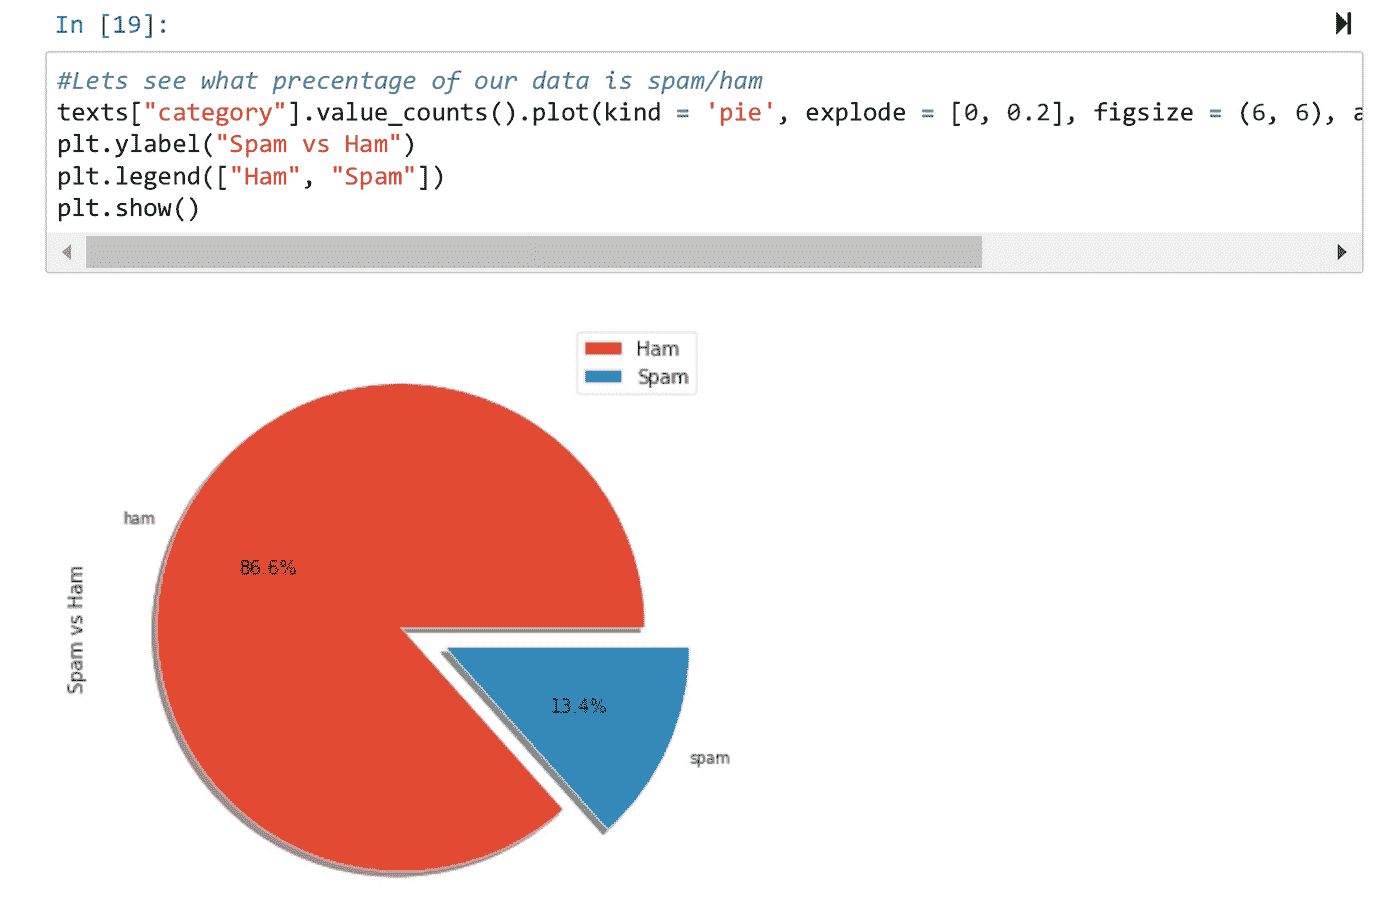 In [19]:
#Lets see what precentage of our data is spam/ham
texts["category"].value_counts().plot(kind = 'pie', explode = [0, 0.2], figsize = (6, 6), a
plt.ylabel("Spam vs Ham")
plt.legend(["Ham", "Spam"])
plt.show()
Ham
Spam
ham
86.6%
Spam vs Ham
13.4%
spam